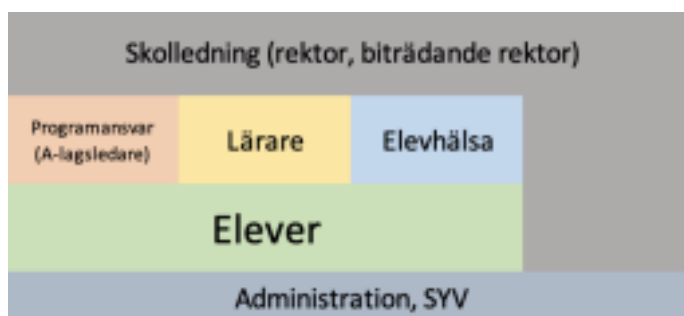 Skolledning (rektor, biträdande rektor)
Programansvar
(A-lagsledare)
Lärare
Elevhälsa
Elever
Administration, SYV